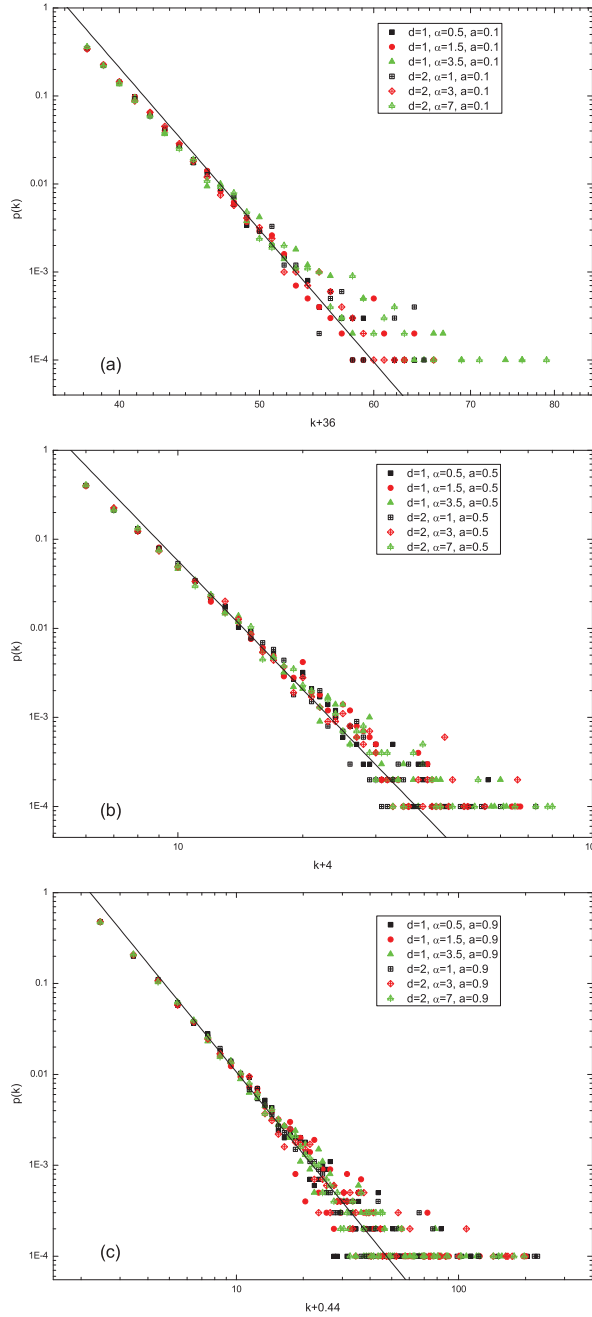 1
0.1
0.01
1E-3
1E-4
p(k)
d=1, α=0.5, a=0.1
d=1, α=1.5, a=0.1
d=1, α=3.5, a=0.1
d=2, α=1, a=0.1
d=2, α=3, a=0.1
d=2, α=7, a=0.1
(a)
40 50 60 70 80
k+36
1
0.1
0.01
1E-3
1E-4
p(k)
d=1, α=0.5, a=0.5
d=1, α=1.5, a=0.5
d=1, α=3.5, a=0.5
d=2, α=1, a=0.5
d=2, α=3, a=0.5
d=2, α=7, a=0.5
(b)
10 10
k+4
1
0.1
0.01
1E-3
1E-4
p(k)
d=1, α=0.5, a=0.9
d=1, α=1.5, a=0.9
d=1, α=3.5, a=0.9
d=2, α=1, a=0.9
d=2, α=3, a=0.9
d=2, α=7, a=0.9
(c)
10 100
k+0.44